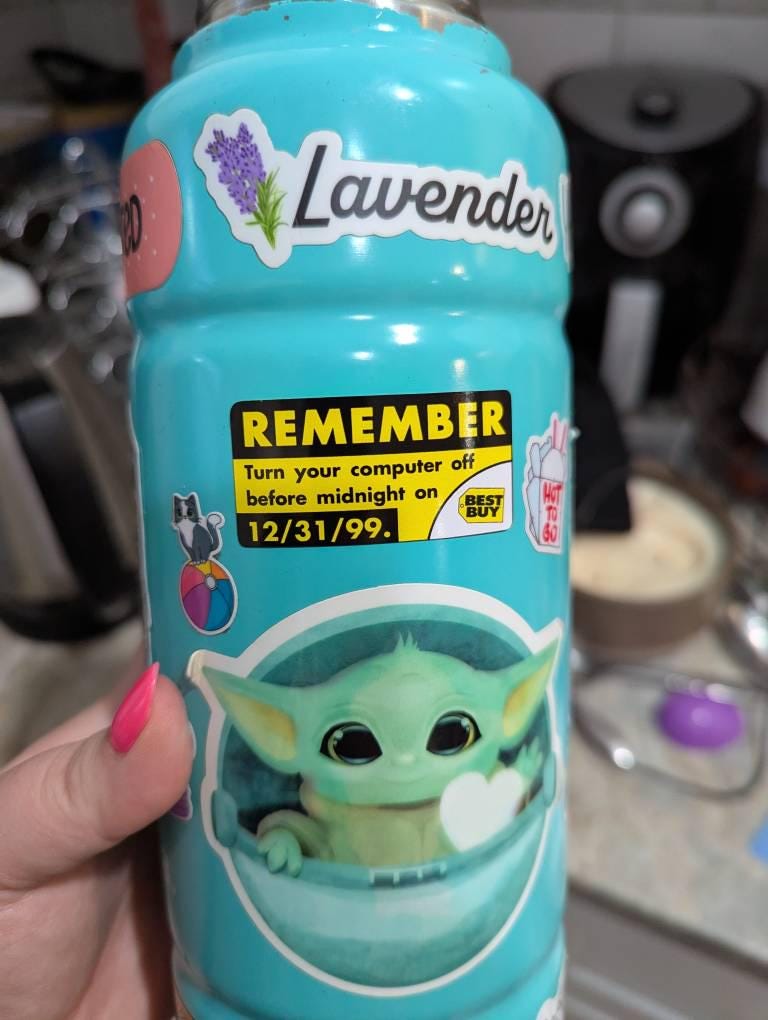 Lavender
REMEMBER
Turn your computer off
before midnight on
12/31/99.
BEST
BUY
HOT
TO
GO